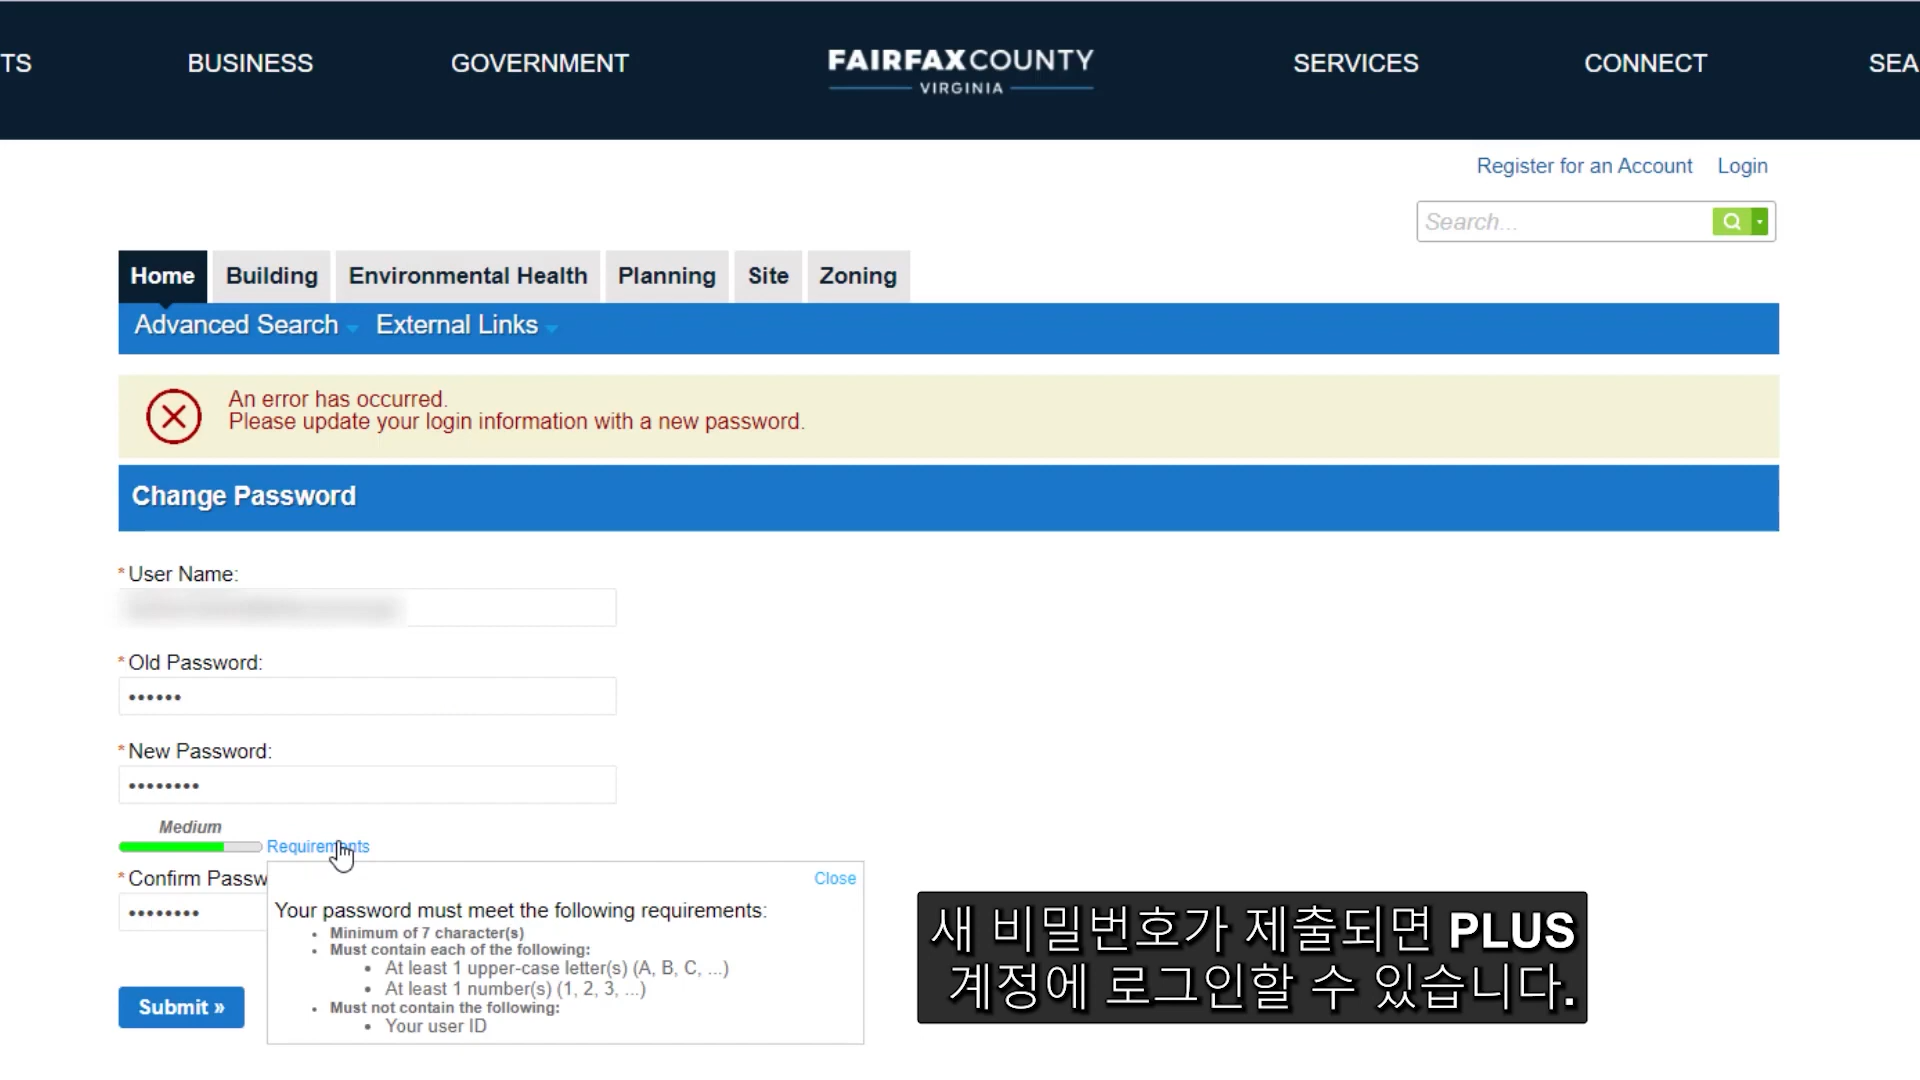 TS BUSINESS GOVERNMENT FAIRFAX COUNTY SERVICES CONNECT SEA
VIRGINIA
Register for an Account Login
Search...
Home Building Environmental Health Planning Site Zoning
Advanced Search External Links
An error has occurred.
Please update your login information with a new password.
Change Password
* User Name:
* Old Password:
••••••
* New Password:
••••••••
Medium
Requirements
* Confirm Passw
••••••••
Close
Your password must meet the following requirements:
• Minimum of 7 character(s)
• Must contain each of the following:
• At least 1 upper-case letter(s) (A, B, C, ...)
• At least 1 number(s) (1, 2, 3, ...)
• Must not contain the following:
• Your user ID
Submit »
새 비밀번호가 제출되면 PLUS
계정에 로그인할 수 있습니다.